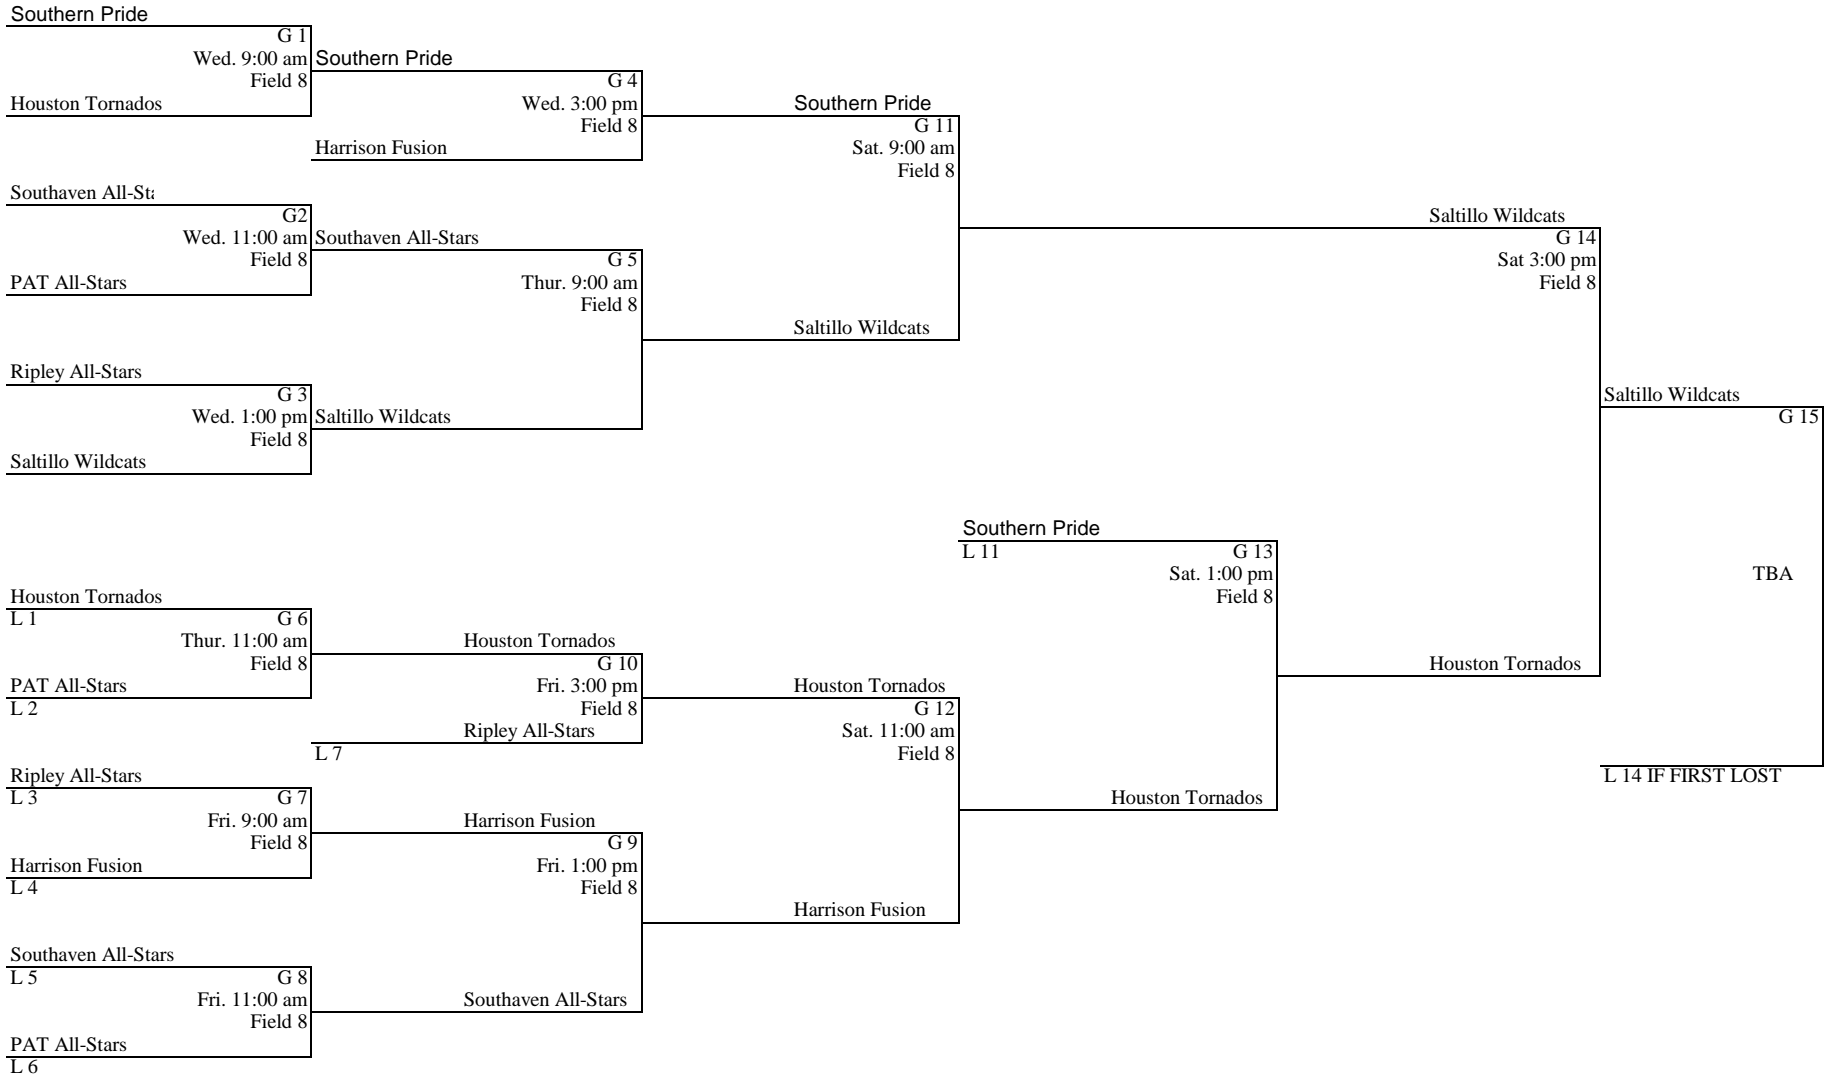 Southern Pride
G 1
Wed. 9:00 am
Southern Pride
Field 8
G 4
Houston Tornados
Wed. 3:00 pm
Southern Pride
Field 8
G 11
Harrison Fusion
Sat. 9:00 am
Field 8
Southaven All-Sta
G2
Saltillo Wildcats
Wed. 11:00 am
Southaven All-Stars
G 14
Field 8
G 5
Sat 3:00 pm
PAT All-Stars
Thur. 9:00 am
Field 8
Field 8
Saltillo Wildcats
Ripley All-Stars
G 3
Saltillo Wildcats
Wed. 1:00 pm
Saltillo Wildcats
G 15
Field 8
Saltillo Wildcats
Southern Pride
L 11
G 13
Sat. 1:00 pm
TBA
Houston Tornados
Field 8
L 1
G 6
Thur. 11:00 am
Houston Tornados
Field 8
G 10
Houston Tornados
PAT All-Stars
Fri. 3:00 pm
Houston Tornados
L 2
Field 8
G 12
Ripley All-Stars
Sat. 11:00 am
L 7
Field 8
Ripley All-Stars
L 14 IF FIRST LOST
L 3
G 7
Houston Tornados
Fri. 9:00 am
Harrison Fusion
Field 8
G 9
Harrison Fusion
Fri. 1:00 pm
L 4
Field 8
Harrison Fusion
Southaven All-Stars
L 5
G 8
Fri. 11:00 am
Southaven All-Stars
Field 8
PAT All-Stars
L 6